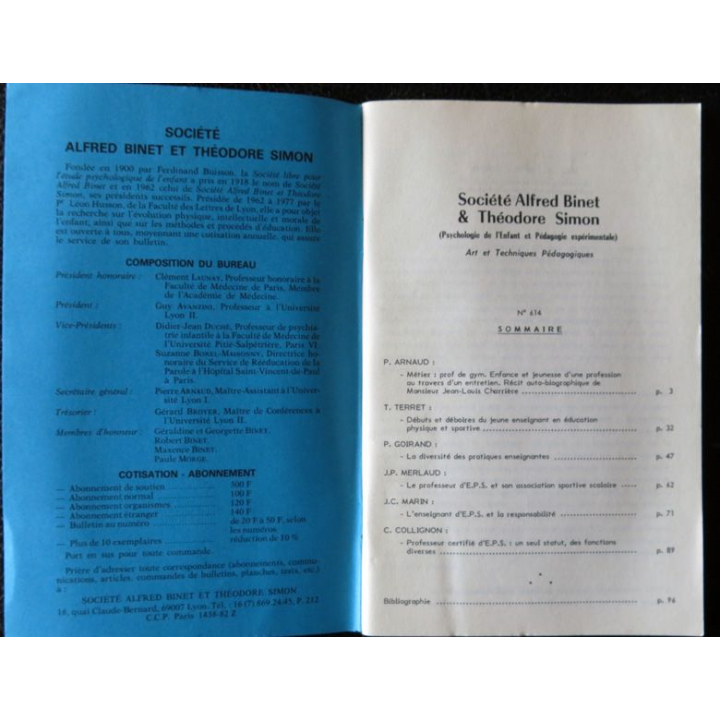 SOCIÉTÉ
ALFRED BINET ET THÉODORE SIMON
Fondée en 1900 par Ferdinand Buisson, la Société libre pour
l'étude psychologique de l'enfant a pris en 1918 le nom de Société
Alfred Binet et en 1962 celui de Société Alfred Binet et Théodore
Simon, ses présidents successifs. Présidée de 1962 à 1971 par le
Pr Léon Husson, de la Faculté des Lettres de Lyon, elle a pour objet
la recherche sur l'évolution physique, intellectuelle et morale de
l'enfant, ainsi que sur les méthodes et procédés d'éducation. Elle
est ouverte à tous, moyennant une cotisation annuelle, qui assure
le service de son bulletin.
COMPOSITION DU BUREAU
Président honoraire : Clément LAUNAY, Professeur honoraire à la
Faculté de Médecine de Paris, Membre
de l'Académie de Médecine.
Président : Guy AVANZINI, Professeur à l'Université
Lyon II.
Vice-Présidents : Didier-Jean DUCHÉ, Professeur de psychia-
trie infantile à la Faculté de Médecine de
l'Université Pitié-Salpêtrière, Paris VI.
Suzanne BOREL-MAISONNY, Directrice ho-
noraire du Service de Rééducation de la
Parole à l'Hôpital Saint-Vincent-de-Paul
à Paris.
Secrétaire général : Pierre ARNAUD, Maître-Assistant à l'Univer-
sité Lyon I.
Trésorier : Gérard BROYER, Maître de Conférences à
l'Université Lyon II.
Membres d'honneur : Géraldine et Georgette BINET.
Robert BINET.
Maxence BINET.
Paule MORGE.
COTISATION - ABONNEMENT
— Abonnement de soutien 300 F
— Abonnement normal 100 F
— Abonnement organismes 120 F
— Abonnement étranger 140 F
— Bulletin au numéro de 20 F à 50 F, selon
les numéros.
— Plus de 10 exemplaires réduction de 10 %
Port en sus pour toute commande.
Prière d'adresser toute correspondance (abonnements, commu-
nications, articles, commandes de bulletins, planches, tests, etc.)
à :
SOCIÉTÉ ALFRED BINET ET THÉODORE SIMON
16, quai Claude-Bernard, 69007 Lyon. Tél. : 16 (7) 869 24.45, P. 212
C.C.P. Paris 1438-82 Z
Société Alfred Binet
& Théodore Simon
(Psychologie de l'Enfant et Pédagogie expérimentale)
Art et Techniques Pédagogiques
N° 614
SOMMAIRE
P. ARNAUD :
- Métier : prof de gym. Enfance et jeunesse d'une profession
au travers d'un entretien. Récit auto-biographique de
Monsieur Jean-Louis Charrière p. 3
T. TERRET :
- Débuts et déboires du jeune enseignant en éducation
physique et sportive p. 32
P. GOIRAND :
- La diversité des pratiques enseignantes p. 47
J.P. MERLAUD :
- Le professeur d'E.P.S. et son association sportive scolaire p. 62
J.C. MARIN :
- L'enseignant d'E.P.S. et la responsabilité p. 71
C. COLLIGNON :
- Professeur certifié d'E.P.S. : un seul statut, des fonctions
diverses p. 89
Bibliographie p. 96